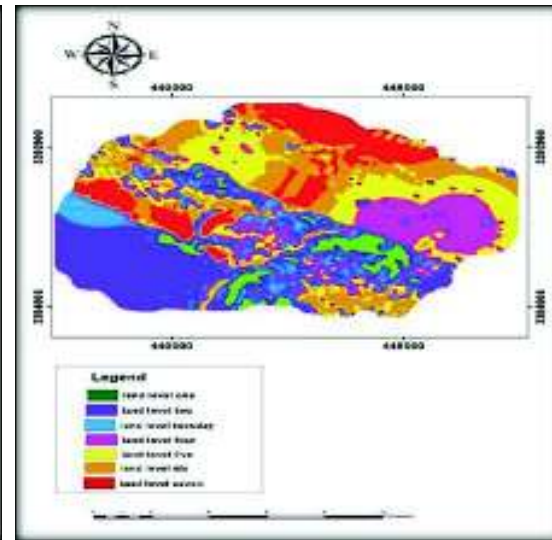 N
W E
S
440000 448000
440000 448000
Legend
land level one
land level two
land level tuesday
land level four
land level five
land level six
land level seven